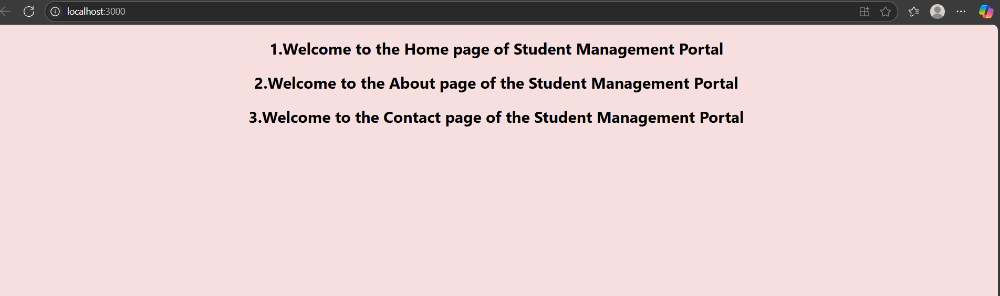 localhost:3000
1.Welcome to the Home page of Student Management Portal
2.Welcome to the About page of the Student Management Portal
3.Welcome to the Contact page of the Student Management Portal